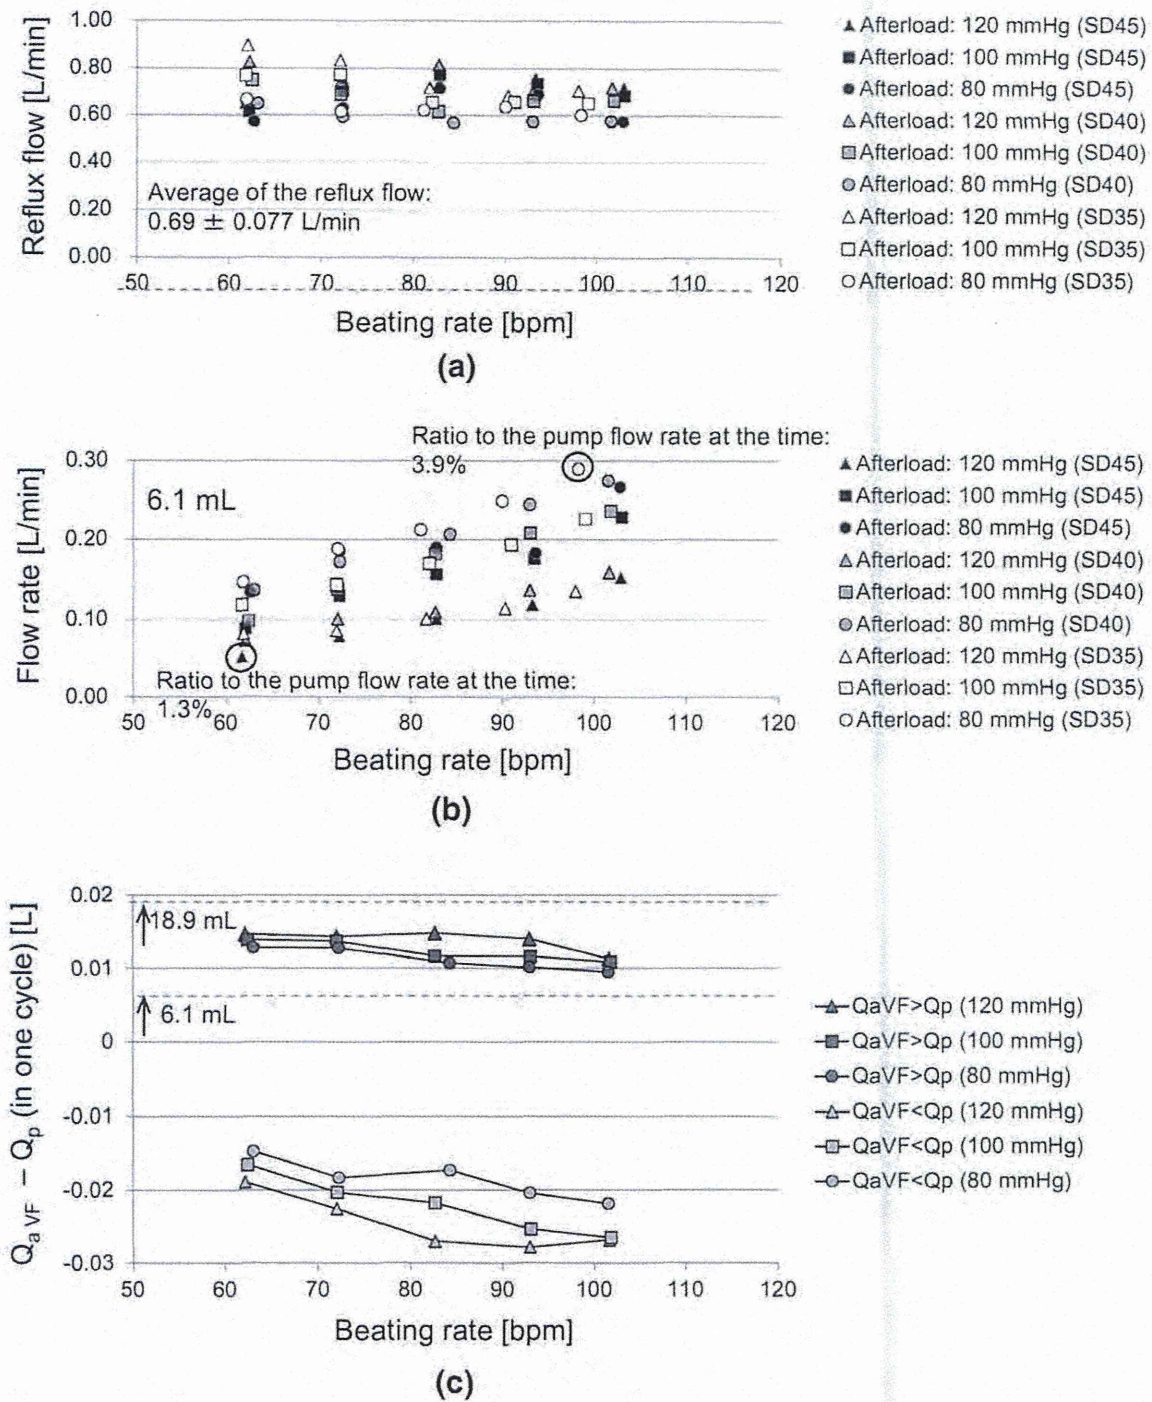 1.00
0.80
0.60
0.40
0.20
0.00
Reflux flow [L/min]
Average of the reflux flow:
0.69 ± 0.077 L/min
50 60 70 80 90 100 110 120
Beating rate [bpm]
(a)
▲Afterload: 120 mmHg (SD45)
■Afterload: 100 mmHg (SD45)
●Afterload: 80 mmHg (SD45)
△Afterload: 120 mmHg (SD40)
□Afterload: 100 mmHg (SD40)
○Afterload: 80 mmHg (SD40)
△Afterload: 120 mmHg (SD35)
□Afterload: 100 mmHg (SD35)
○Afterload: 80 mmHg (SD35)
Ratio to the pump flow rate at the time:
3.9%
0.30
0.20
0.10
0.00
Flow rate [L/min]
6.1 mL
Ratio to the pump flow rate at the time:
1.3%
50 60 70 80 90 100 110 120
Beating rate [bpm]
(b)
▲Afterload: 120 mmHg (SD45)
■Afterload: 100 mmHg (SD45)
●Afterload: 80 mmHg (SD45)
△Afterload: 120 mmHg (SD40)
□Afterload: 100 mmHg (SD40)
○Afterload: 80 mmHg (SD40)
△Afterload: 120 mmHg (SD35)
□Afterload: 100 mmHg (SD35)
○Afterload: 80 mmHg (SD35)
0.02
0.01
0
-0.01
-0.02
-0.03
Qa VF – Qp (in one cycle) [L]
18.9 mL
6.1 mL
50 60 70 80 90 100 110 120
Beating rate [bpm]
(c)
QaVF>Qp (120 mmHg)
QaVF>Qp (100 mmHg)
QaVF>Qp (80 mmHg)
QaVF<Qp (120 mmHg)
QaVF<Qp (100 mmHg)
QaVF<Qp (80 mmHg)